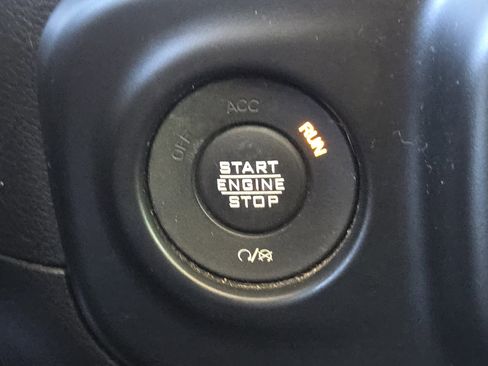 OFF
ACC
RUN
START
ENGINE
STOP